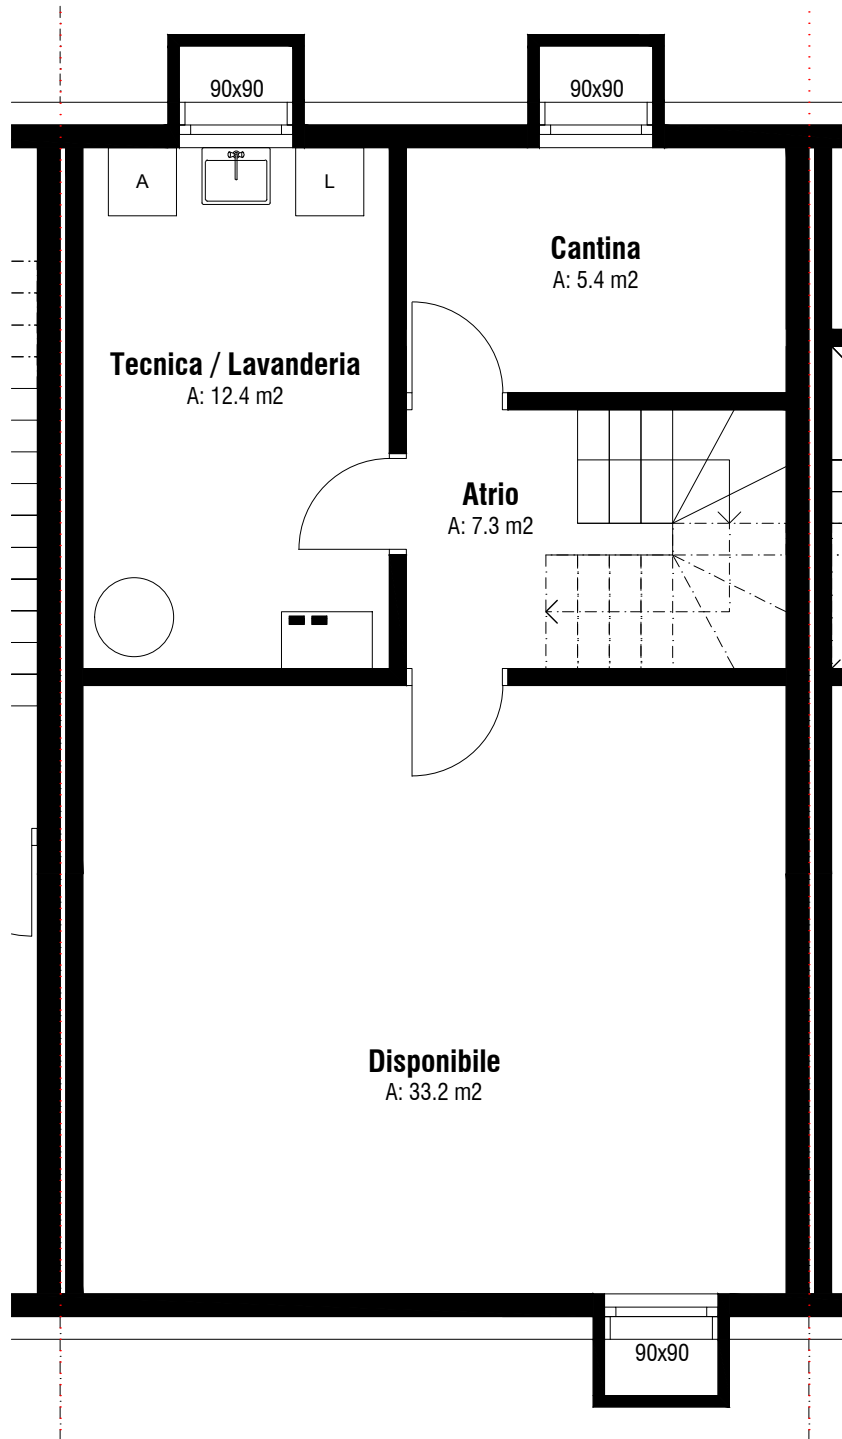 90x90
90x90
A
L
Cantina
A: 5.4 m2
Tecnica / Lavanderia
A: 12.4 m2
Atrio
A: 7.3 m2
Disponibile
A: 33.2 m2
90x90